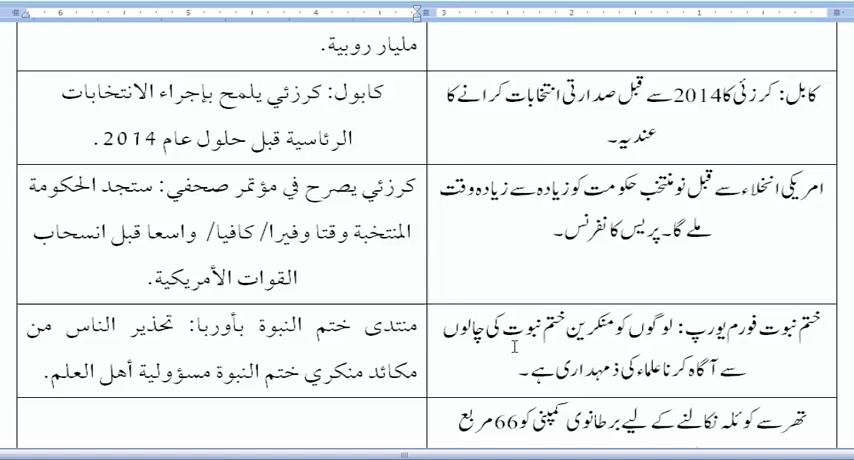 مليار روبية.
کابل: کرزئی کا 2014 سے قبل صدارتی انتخابات کرانے کا
عندیہ۔
كابول: كرزئي يلمح بإجراء الانتخابات
الرئاسية قبل حلول عام 2014 .
امریکی انخلاء سے قبل نو منتخب حکومت کو زیادہ سے زیادہ وقت
ملے گا۔ پریس کانفرنس۔
كرزئي يصرح في مؤتمر صحفي: ستجد الحكومة
المنتخبة وقتا وفيرا/ كافيا/ واسعا قبل انسحاب
القوات الأمريكية.
ختم نبوت فورم یورپ: لوگوں کو منکرین ختم نبوت کی چالوں
سے آگاہ کرنا علماء کی ذمہداری ہے ۔
منتدى ختم النبوة بأوربا: تحذير الناس من
مكائد منكري ختم النبوة مسؤولية أهل العلم.
تھر سے کوئلہ نکالنے کے لیے برطانوی کمپنی کو 66 مربع